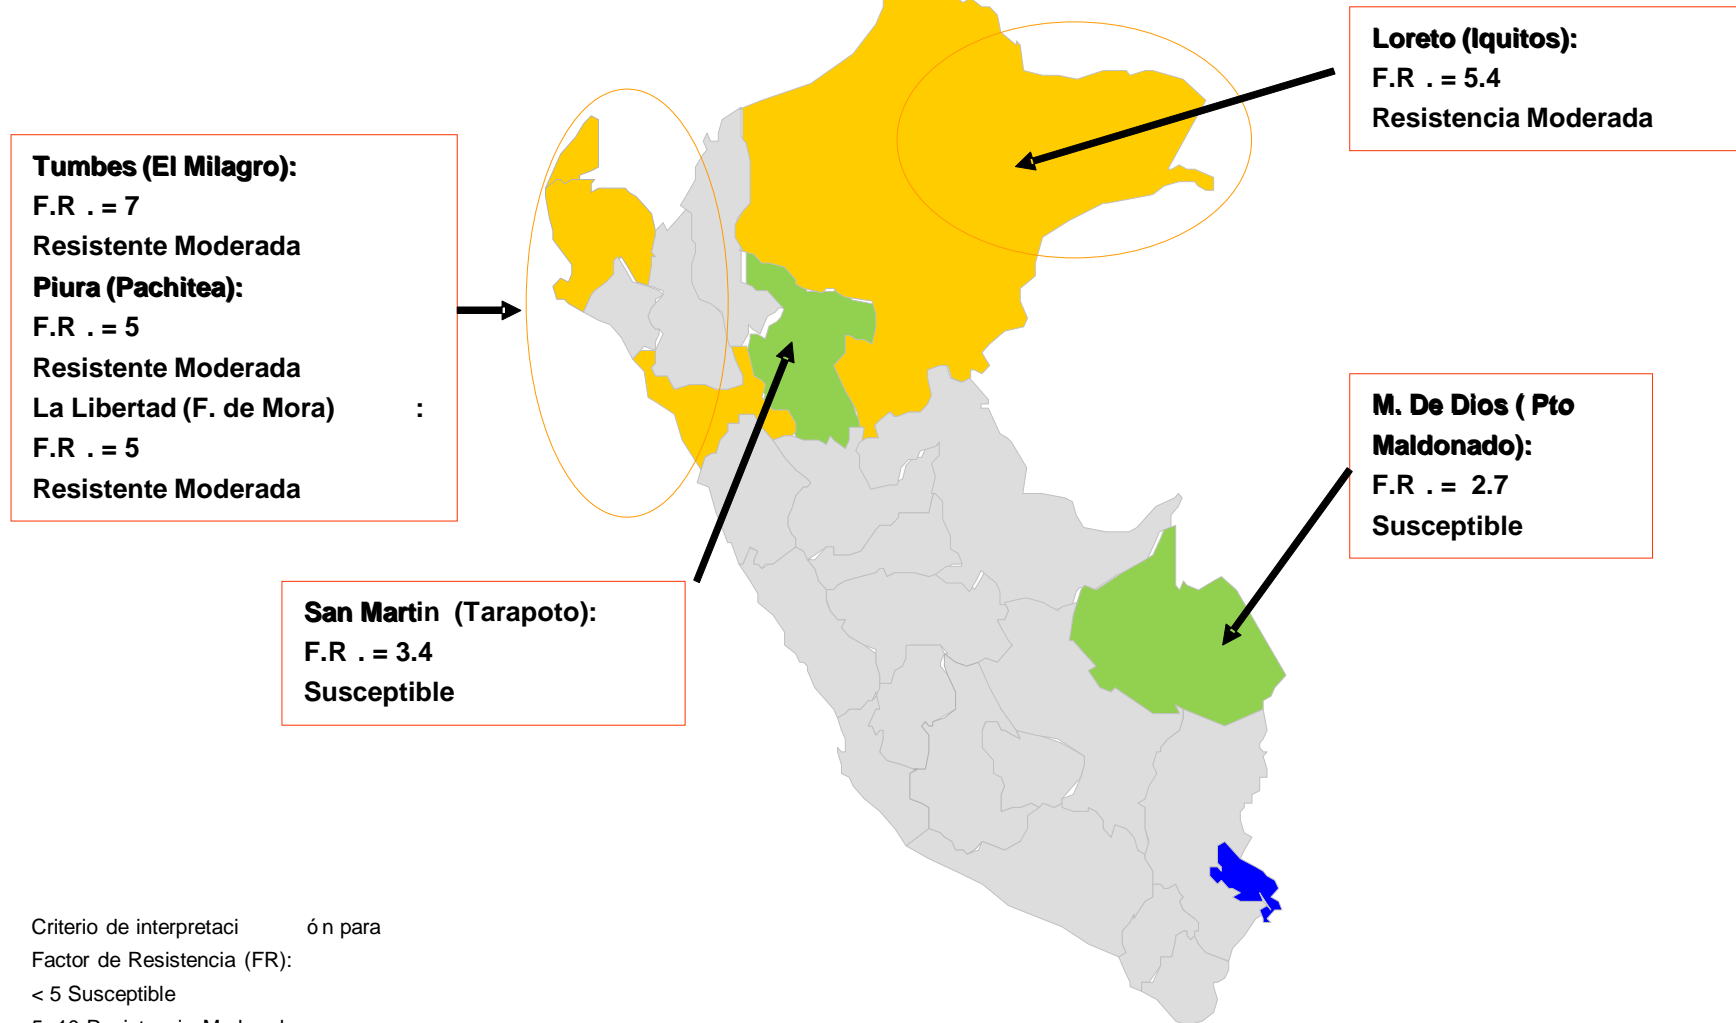 Loreto (Iquitos):
F.R . = 5.4
Resistencia Moderada
Tumbes (El Milagro):
F.R . = 7
Resistente Moderada
Piura (Pachitea):
F.R . = 5
Resistente Moderada
La Libertad (F. de Mora) :
F.R . = 5
Resistente Moderada
M. De Dios ( Pto
Maldonado):
F.R . = 2.7
Susceptible
San Martin (Tarapoto):
F.R . = 3.4
Susceptible
Criterio de interpretaci ó n para
Factor de Resistencia (FR):
< 5 Susceptible